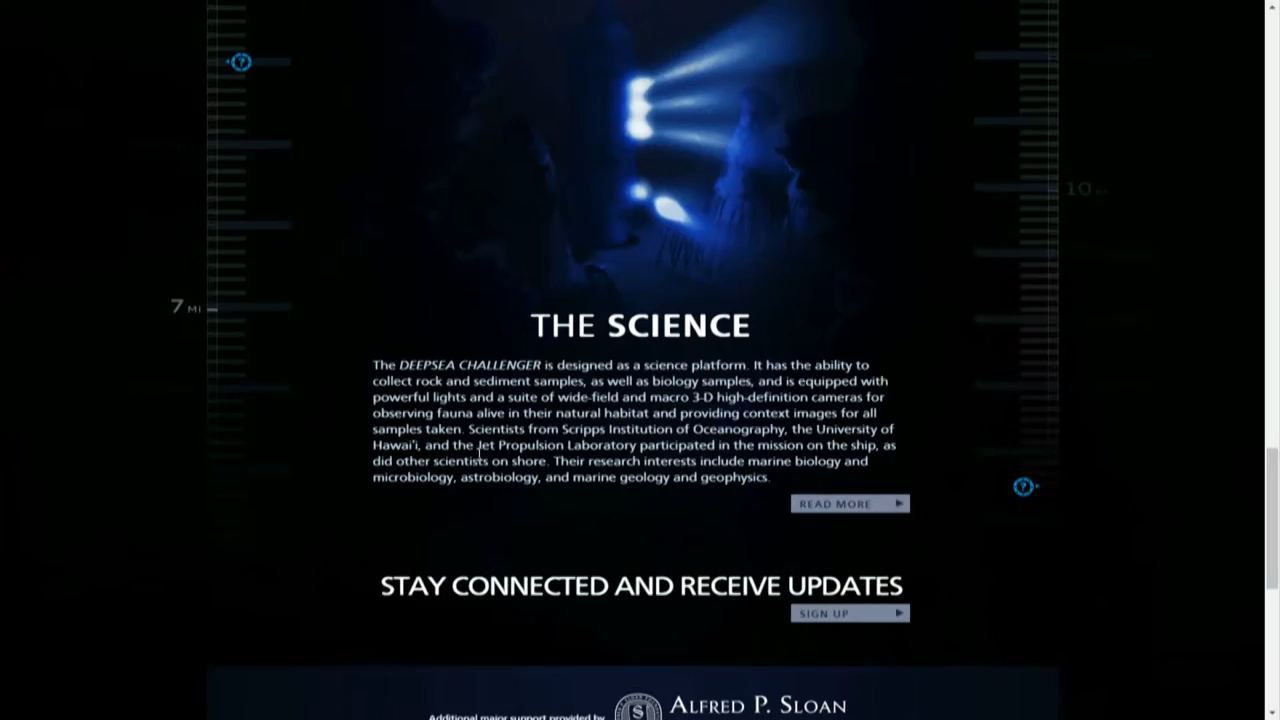 7 MI
10
THE SCIENCE
The DEEPSEA CHALLENGER is designed as a science platform. It has the ability to
collect rock and sediment samples, as well as biology samples, and is equipped with
powerful lights and a suite of wide-field and macro 3-D high-definition cameras for
observing fauna alive in their natural habitat and providing context images for all
samples taken. Scientists from Scripps Institution of Oceanography, the University of
Hawai'i, and the Jet Propulsion Laboratory participated in the mission on the ship, as
did other scientists on shore. Their research interests include marine biology and
microbiology, astrobiology, and marine geology and geophysics.
READ MORE
STAY CONNECTED AND RECEIVE UPDATES
SIGN UP
Additional major support provided by
ALFRED P. SLOAN